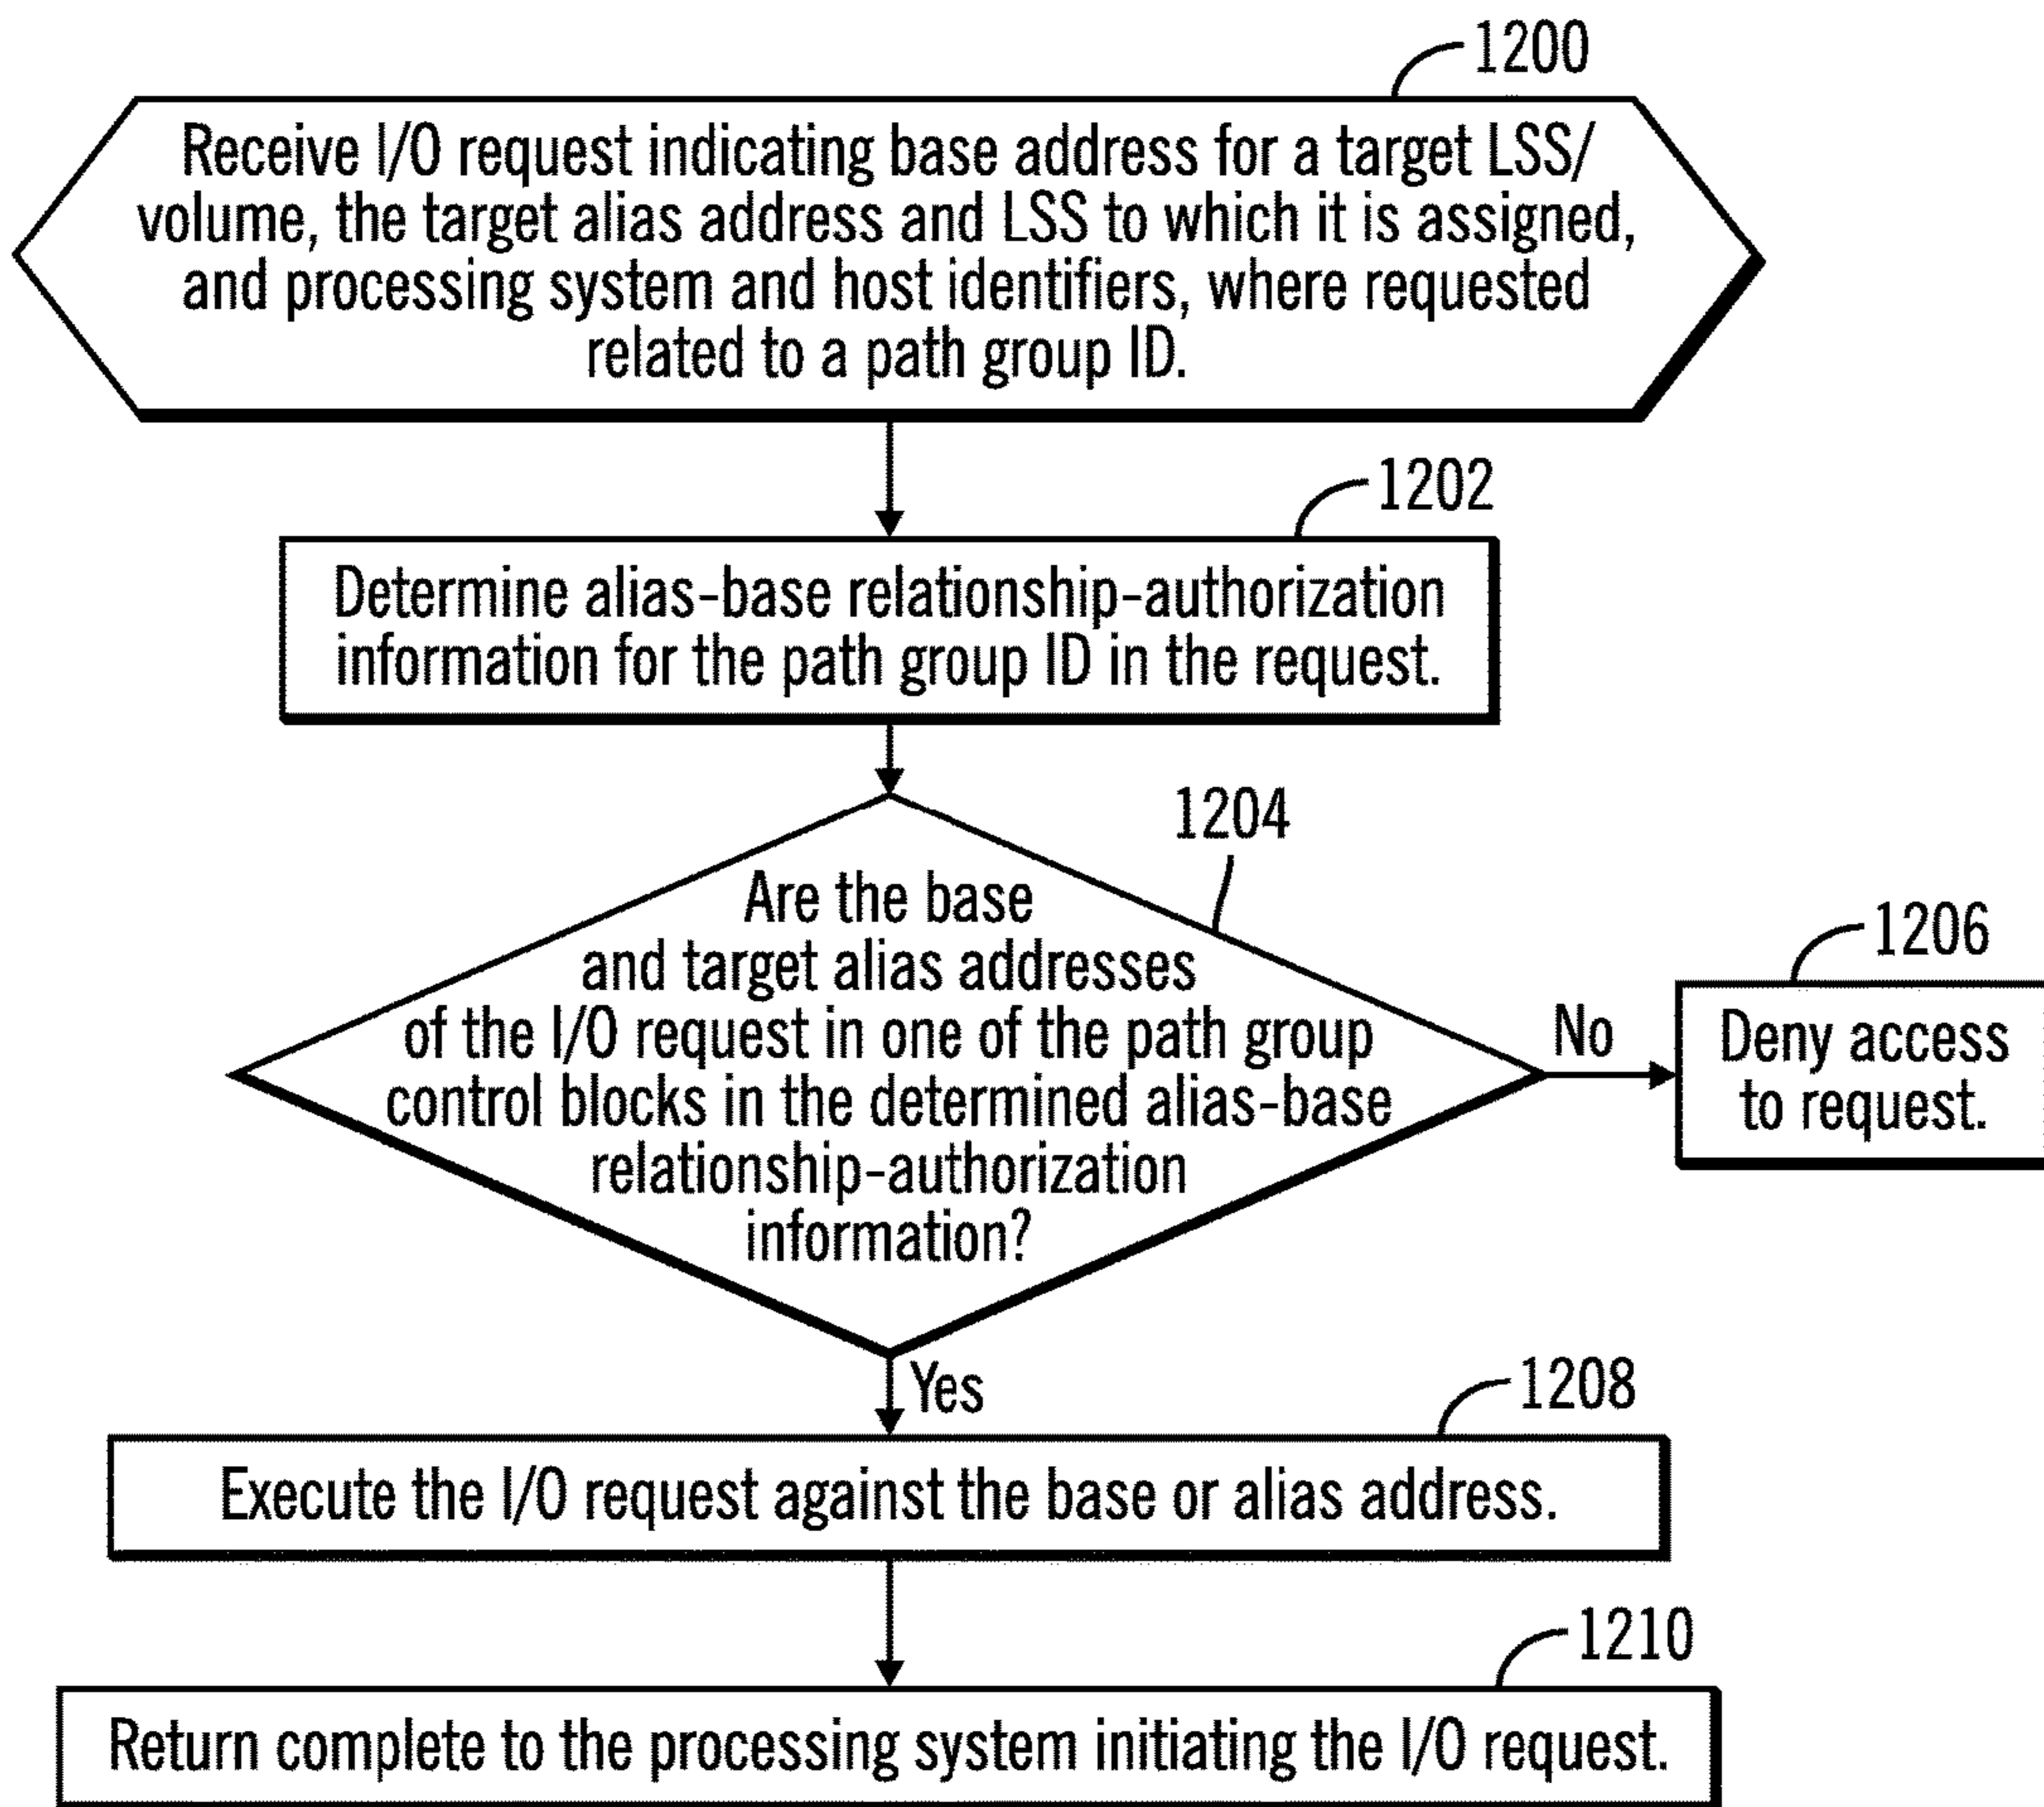 1200
Receive I/O request indicating base address for a target LSS/
volume, the target alias address and LSS to which it is assigned,
and processing system and host identifiers, where requested
related to a path group ID.
1202
Determine alias-base relationship-authorization
information for the path group ID in the request.
1204
Are the base
and target alias addresses
of the I/O request in one of the path group
control blocks in the determined alias-base
relationship-authorization
information?
No
1206
Deny access
to request.
Yes
1208
Execute the I/O request against the base or alias address.
1210
Return complete to the processing system initiating the I/O request.